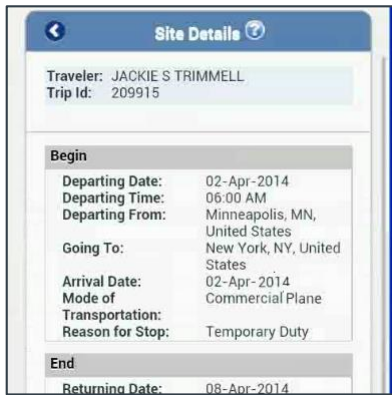 Site Details ?
Traveler: JACKIE S TRIMMELL
Trip Id: 209915
Begin
Departing Date: 02-Apr-2014
Departing Time: 06:00 AM
Departing From: Minneapolis, MN,
United States
Going To: New York, NY, United
States
Arrival Date: 02-Apr-2014
Mode of Commercial Plane
Transportation:
Reason for Stop: Temporary Duty
End
Returning Date: 08-Apr-2014